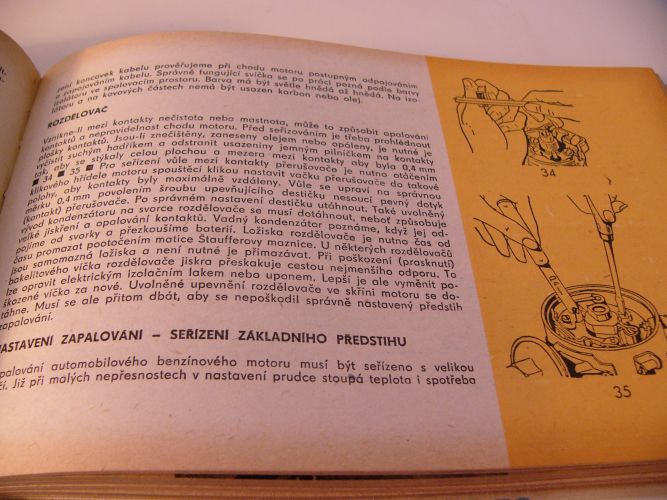 zení koncovek kabelu prověřujeme při chodu motoru postupným odpojováním
a zapojováním kabelu. Správně fungující svíčka se po práci pozná podle barvy
izolátoru ve spalovacím prostoru. Barva má být světle hnědá až hnědá. Na izo-
látoru a na kovových částech nemá být usazen karbon nebo olej.
ROZDĚLOVAČ
Vznikne-li mezi kontakty nečistota nebo mastnota, může to způsobit opalování
kontaktů a nepravidelnost chodu motoru. Před seřizováním je třeba prohlédnout
plošky kontaktů. Jsou-li znečištěny, zaneseny olejem nebo opáleny, je nutné je
vyčistit suchým hadříkem a odstranit usazeniny jemným pilníčkem na kontakty
tak, aby se stýkaly celou plochou a mezera mezi kontakty aby byla 0,4 mm
■ 34 ■ 35 ■ Pro seřízení vůle mezi kontakty přerušovače je nutno otáčením
klikového hřídele motoru spouštěcí klikou nastavit vačku přerušovače do takové
polohy, aby kontakty byly maximálně vzdáleny. Vůle se upraví na správnou
měrku 0,4 mm povolením šroubu upevňujícího destičku nesoucí pevný dotyk
(kontakt) přerušovače. Po správném nastavení destičku utáhnout. Také uvolněný
vývod kondenzátoru na svorce rozdělovače se musí dotáhnout, neboť způsobuje
velké jiskření a opalování kontaktů. Vadný kondenzátor poznáme, když jej od-
pojíme od svorky a přezkoušíme baterií. Ložiska rozdělovače je nutno čas od
času promazat pootočením matice Štaufferovy maznice. U některých rozdělovačů
jsou samomazná ložiska a není nutné je přimazávat. Při poškození (prasknutí)
bakelitového víčka rozdělovače jiskra přeskakuje cestou nejmenšího odporu. To
lze opravit elektrickým izolačním lakem nebo uponem. Lepší je ale vyměnit po-
škozené víčko za nové. Uvolněné upevnění rozdělovače ve skříni motoru se do-
táhne. Musí se ale přitom dbát, aby se nepoškodil správně nastavený předstih
zapalování.
NASTAVENÍ ZAPALOVÁNÍ – SEŘÍZENÍ ZÁKLADNÍHO PŘEDSTIHU
palování automobilového benzínového motoru musí být seřízeno s velikou
čí. Již při malých nepřesnostech v nastavení prudce stoupá teplota i spotřeba
34
35